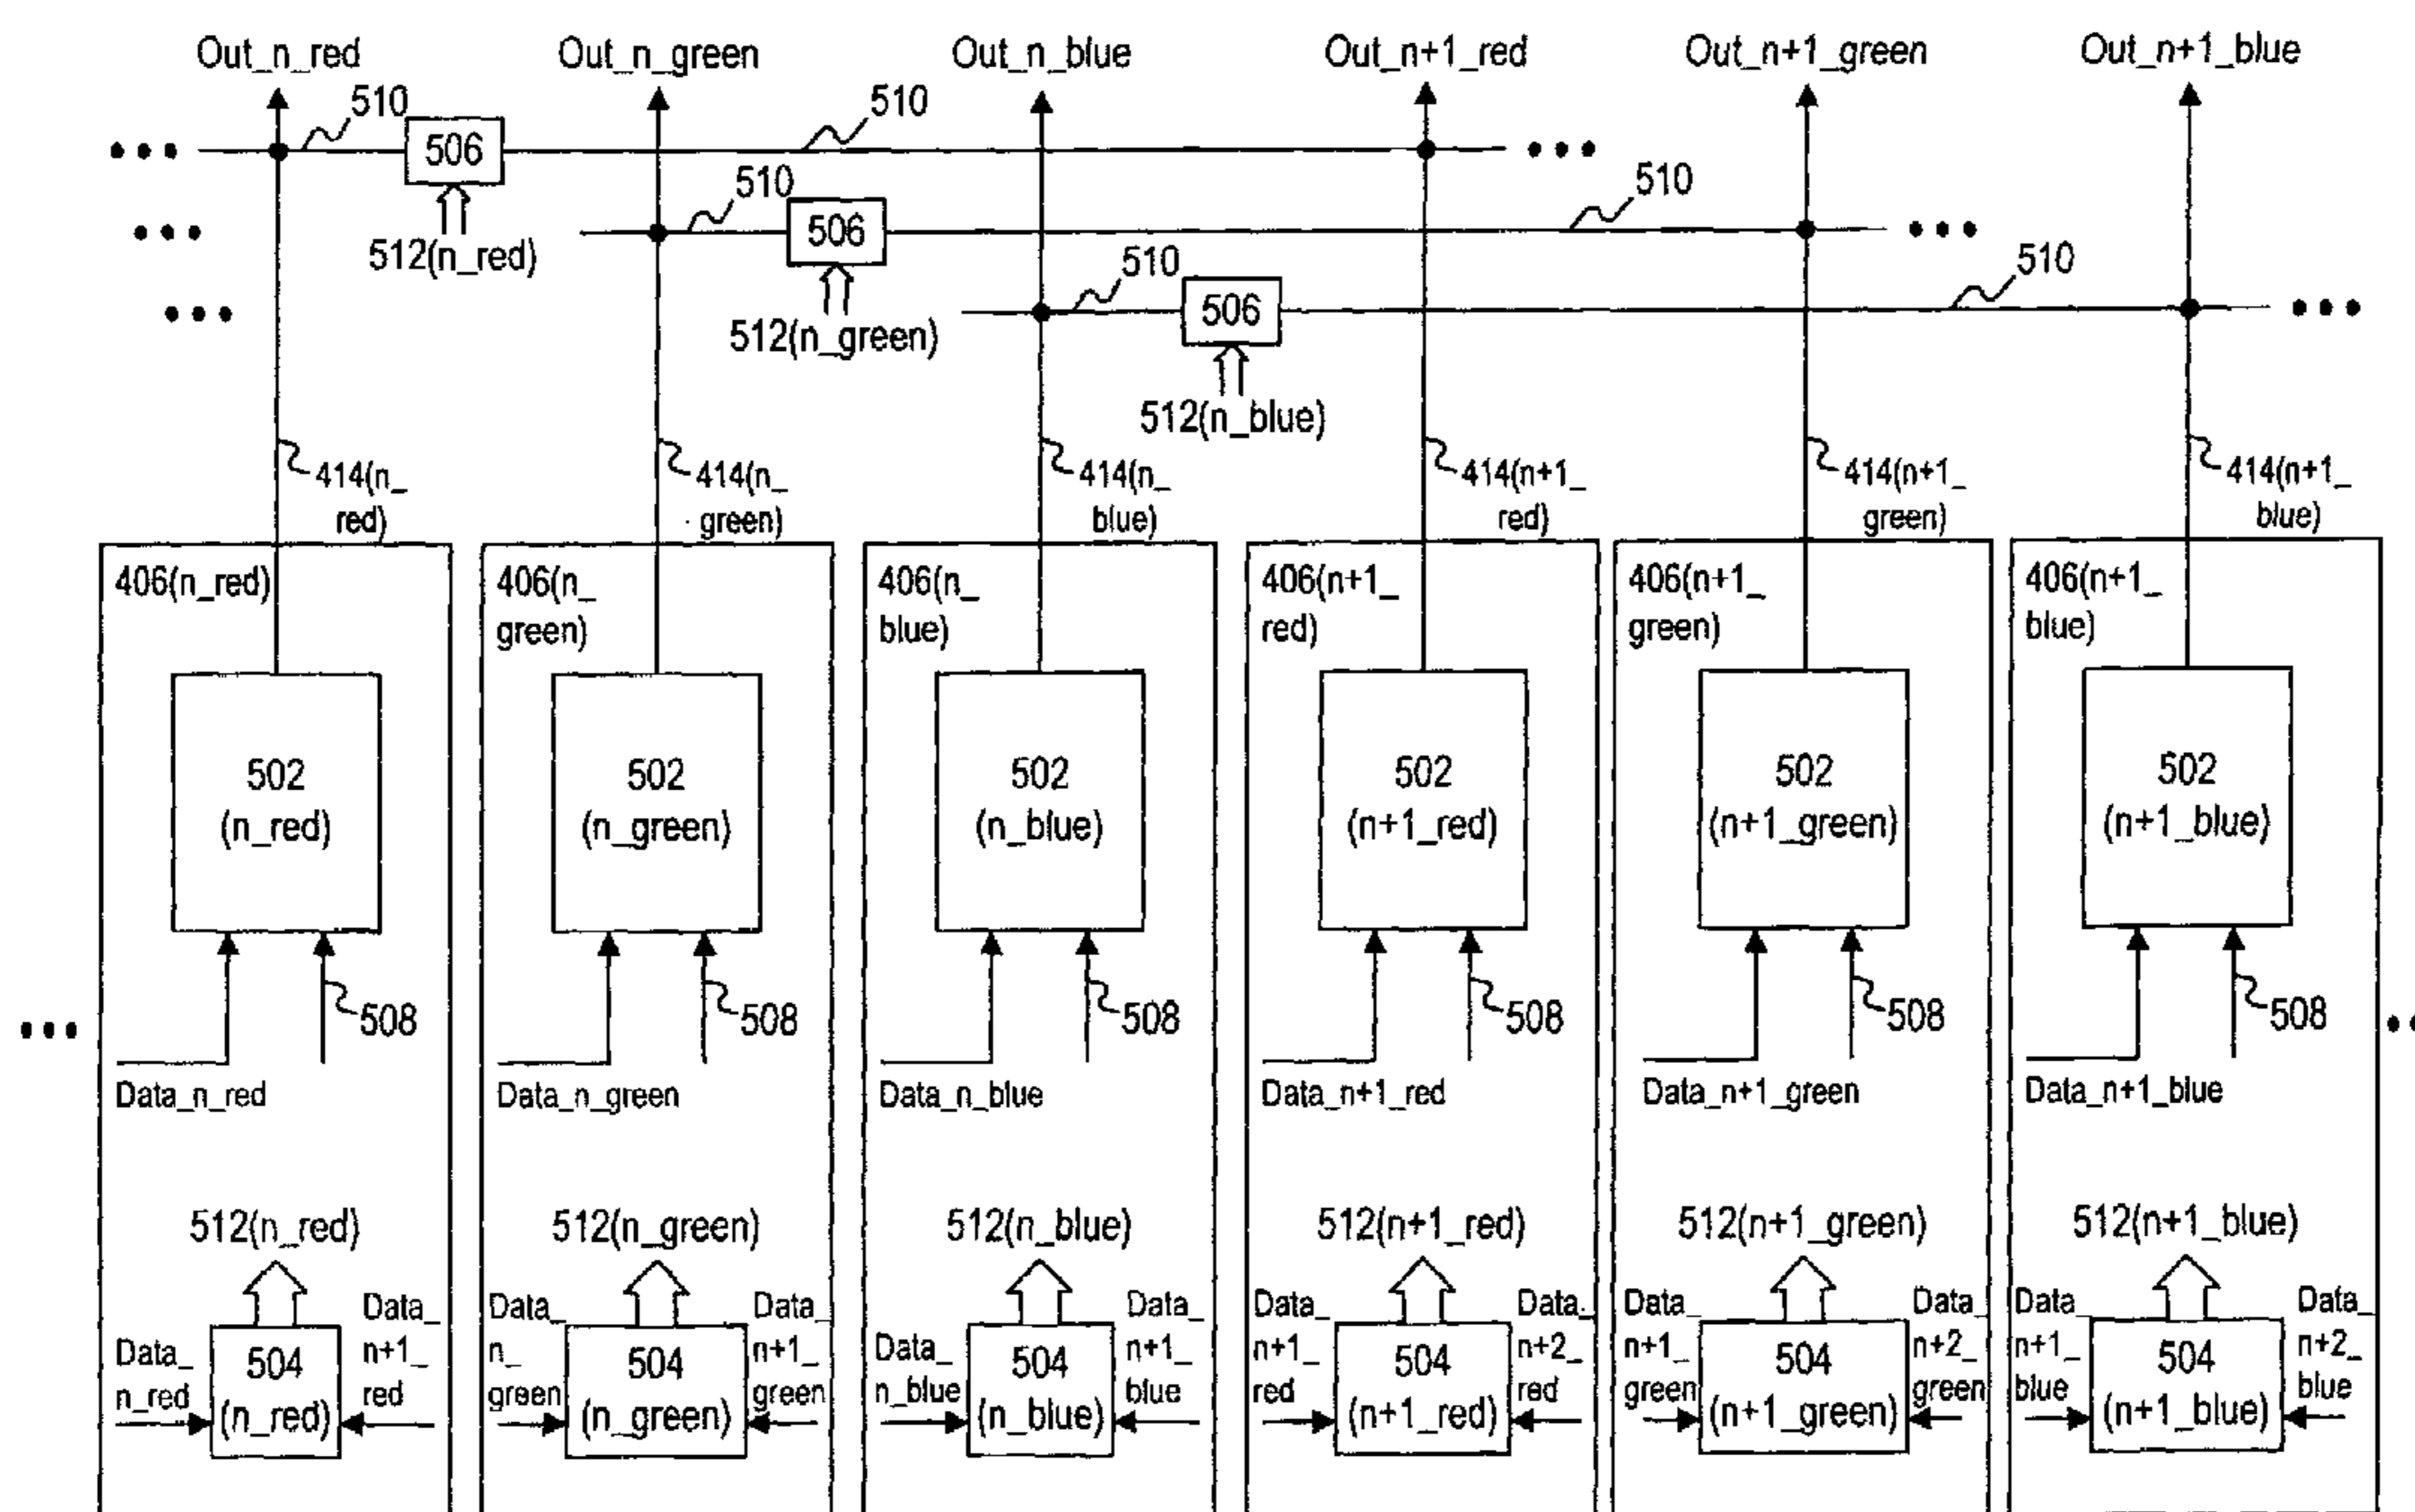 Out_n_red
Out_n_green
Out_n_blue
Out_n+1_red
Out_n+1_green
Out_n+1_blue
510
506
510
512(n_red)
510
506
510
512(n_green)
510
506
510
512(n_blue)
414(n_
red)
414(n_
green)
414(n_
blue)
414(n+1_
red)
414(n+1_
green)
414(n+1_
blue)
406(n_red)
406(n_
green)
406(n_
blue)
406(n+1_
red)
406(n+1_
green)
406(n+1_
blue)
502
(n_red)
502
(n_green)
502
(n_blue)
502
(n+1_red)
502
(n+1_green)
502
(n+1_blue)
508
508
508
508
508
508
Data_n_red
Data_n_green
Data_n_blue
Data_n+1_red
Data_n+1_green
Data_n+1_blue
512(n_red)
512(n_green)
512(n_blue)
512(n+1_red)
512(n+1_green)
512(n+1_blue)
Data_
n_red
504
(n_red)
Data_
n+1_
red
Data_
n_
green
504
(n_green)
Data_
n+1_
green
Data_
n_blue
504
(n_blue)
Data_
n+1_
blue
Data_
n+1_
red
504
(n+1_red)
Data_
n+2_
red
Data_
n+1_
green
504
(n+1_green)
Data_
n+2_
green
Data_
n+1_
blue
504
(n+1_blue)
Data_
n+2_
blue